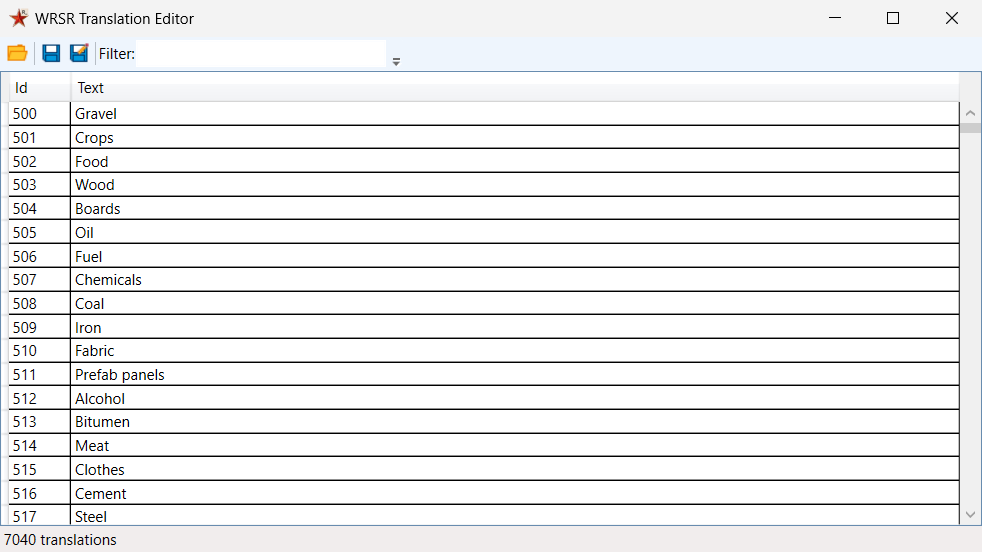 WRSR Translation Editor
Filter:
Id Text
500 Gravel
501 Crops
502 Food
503 Wood
504 Boards
505 Oil
506 Fuel
507 Chemicals
508 Coal
509 Iron
510 Fabric
511 Prefab panels
512 Alcohol
513 Bitumen
514 Meat
515 Clothes
516 Cement
517 Steel
7040 translations